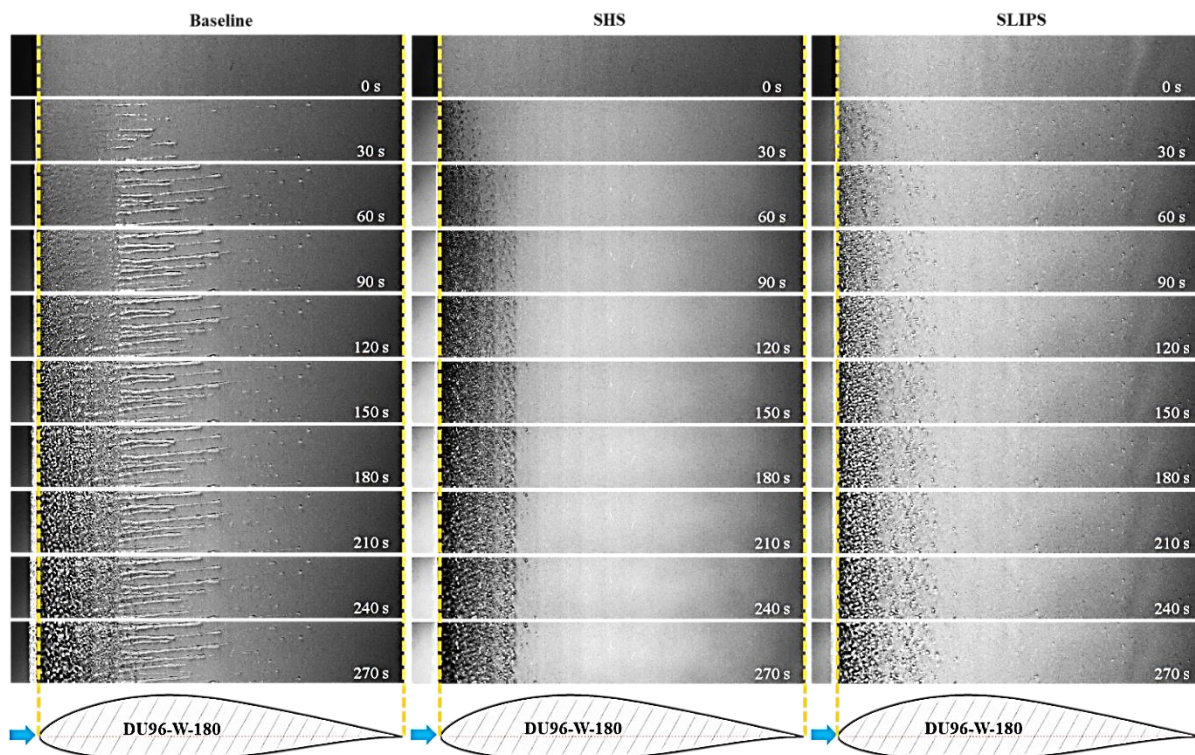 Baseline SHS SLIPS
0 s 0 s 0 s
30 s 30 s 30 s
60 s 60 s 60 s
90 s 90 s 90 s
120 s 120 s 120 s
150 s 150 s 150 s
180 s 180 s 180 s
210 s 210 s 210 s
240 s 240 s 240 s
270 s 270 s 270 s
DU96-W-180 DU96-W-180 DU96-W-180